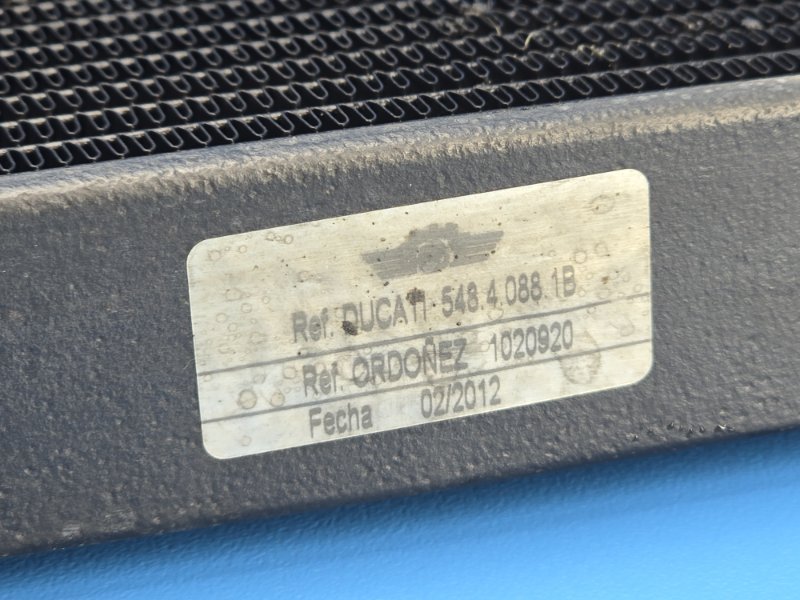 Ref. DUCATI 548.4.088.1B
Ref. ORDOÑEZ 1020920
Fecha 02/2012